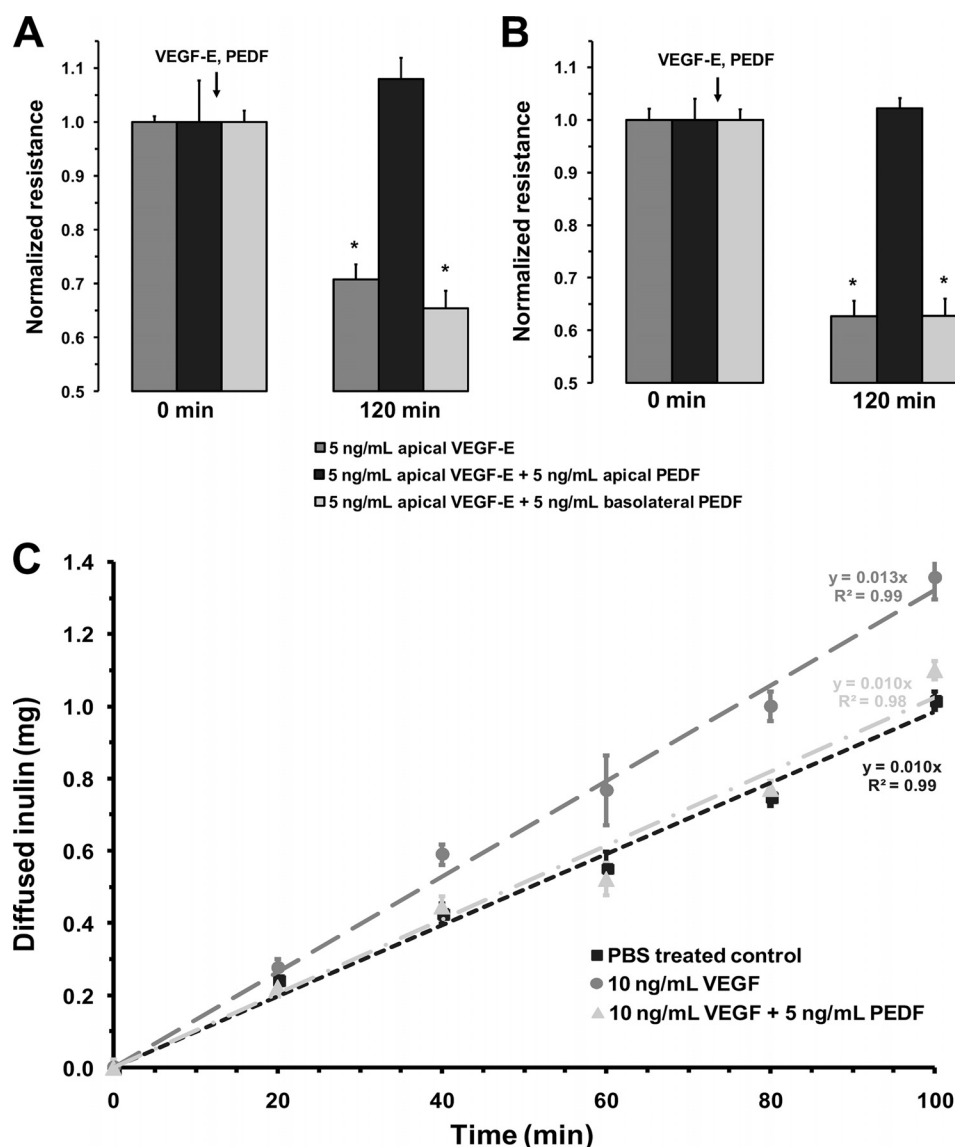 A
B
VEGF-E, PEDF
VEGF-E, PEDF
Normalized resistance
1.1
1.0
0.9
0.8
0.7
0.6
0.5
*
*
0 min
120 min
Normalized resistance
1.1
1.0
0.9
0.8
0.7
0.6
0.5
*
*
0 min
120 min
5 ng/mL apical VEGF-E
5 ng/mL apical VEGF-E + 5 ng/mL apical PEDF
5 ng/mL apical VEGF-E + 5 ng/mL basolateral PEDF
C
Diffused inulin (mg)
1.4
1.2
1.0
0.8
0.6
0.4
0.2
0.0
y = 0.013x
R² = 0.99
y = 0.010x
R² = 0.98
y = 0.010x
R² = 0.99
PBS treated control
10 ng/mL VEGF
10 ng/mL VEGF + 5 ng/mL PEDF
0
20
40
60
80
100
Time (min)